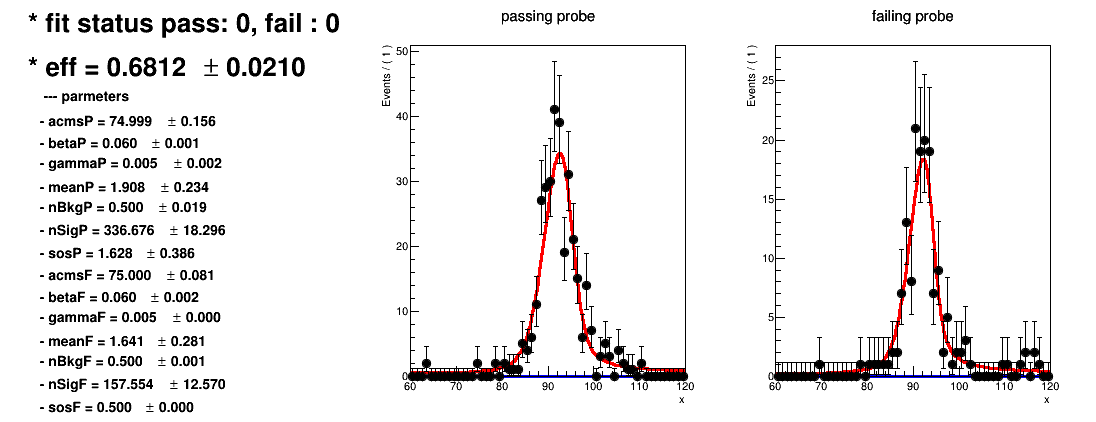 * fit status pass: 0, fail : 0
* eff = 0.6812 ± 0.0210
--- parmeters
- acmsP = 74.999 ± 0.156
- betaP = 0.060 ± 0.001
- gammaP = 0.005 ± 0.002
- meanP = 1.908 ± 0.234
- nBkgP = 0.500 ± 0.019
- nSigP = 336.676 ± 18.296
- sosP = 1.628 ± 0.386
- acmsF = 75.000 ± 0.081
- betaF = 0.060 ± 0.002
- gammaF = 0.005 ± 0.000
- meanF = 1.641 ± 0.281
- nBkgF = 0.500 ± 0.001
- nSigF = 157.554 ± 12.570
- sosF = 0.500 ± 0.000
passing probe
Events / ( 1 )
50
40
30
20
10
0
60 70 80 90 100 110 120
x
failing probe
Events / ( 1 )
25
20
15
10
5
0
60 70 80 90 100 110 120
x